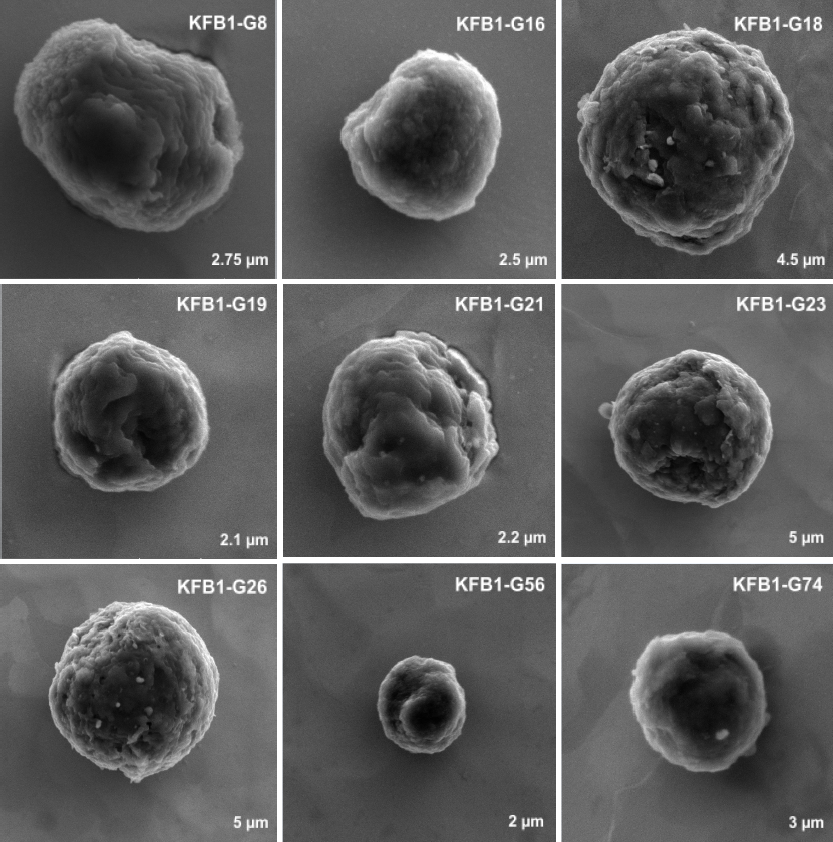 KFB1-G8
2.75 µm
KFB1-G16
2.5 µm
KFB1-G18
4.5 µm
KFB1-G19
2.1 µm
KFB1-G21
2.2 µm
KFB1-G23
5 µm
KFB1-G26
5 µm
KFB1-G56
2 µm
KFB1-G74
3 µm